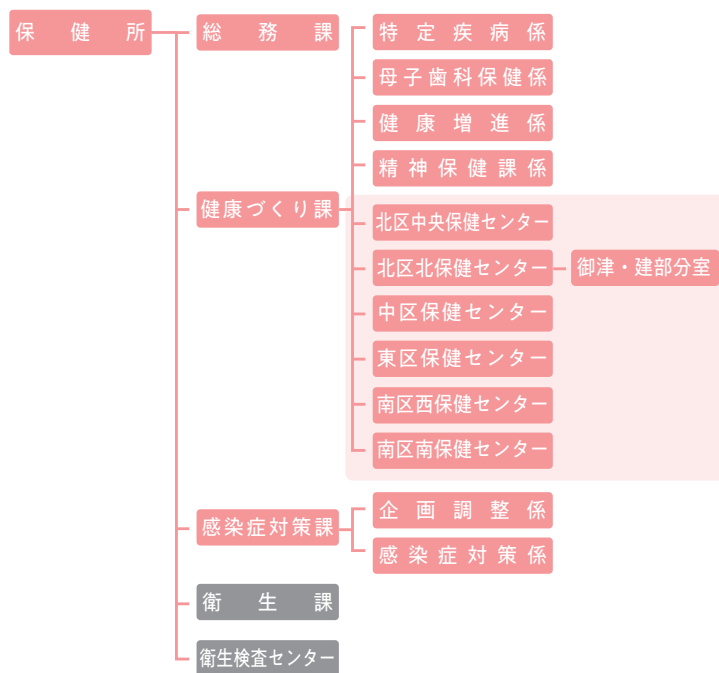 保健所
総務課
健康づくり課
特定疾病係
母子歯科保健係
健康増進係
精神保健課係
北区中央保健センター
北区北保健センター
御津・建部分室
中区保健センター
東区保健センター
南区西保健センター
南区南保健センター
感染症対策課
企画調整係
感染症対策係
衛生課
衛生検査センター